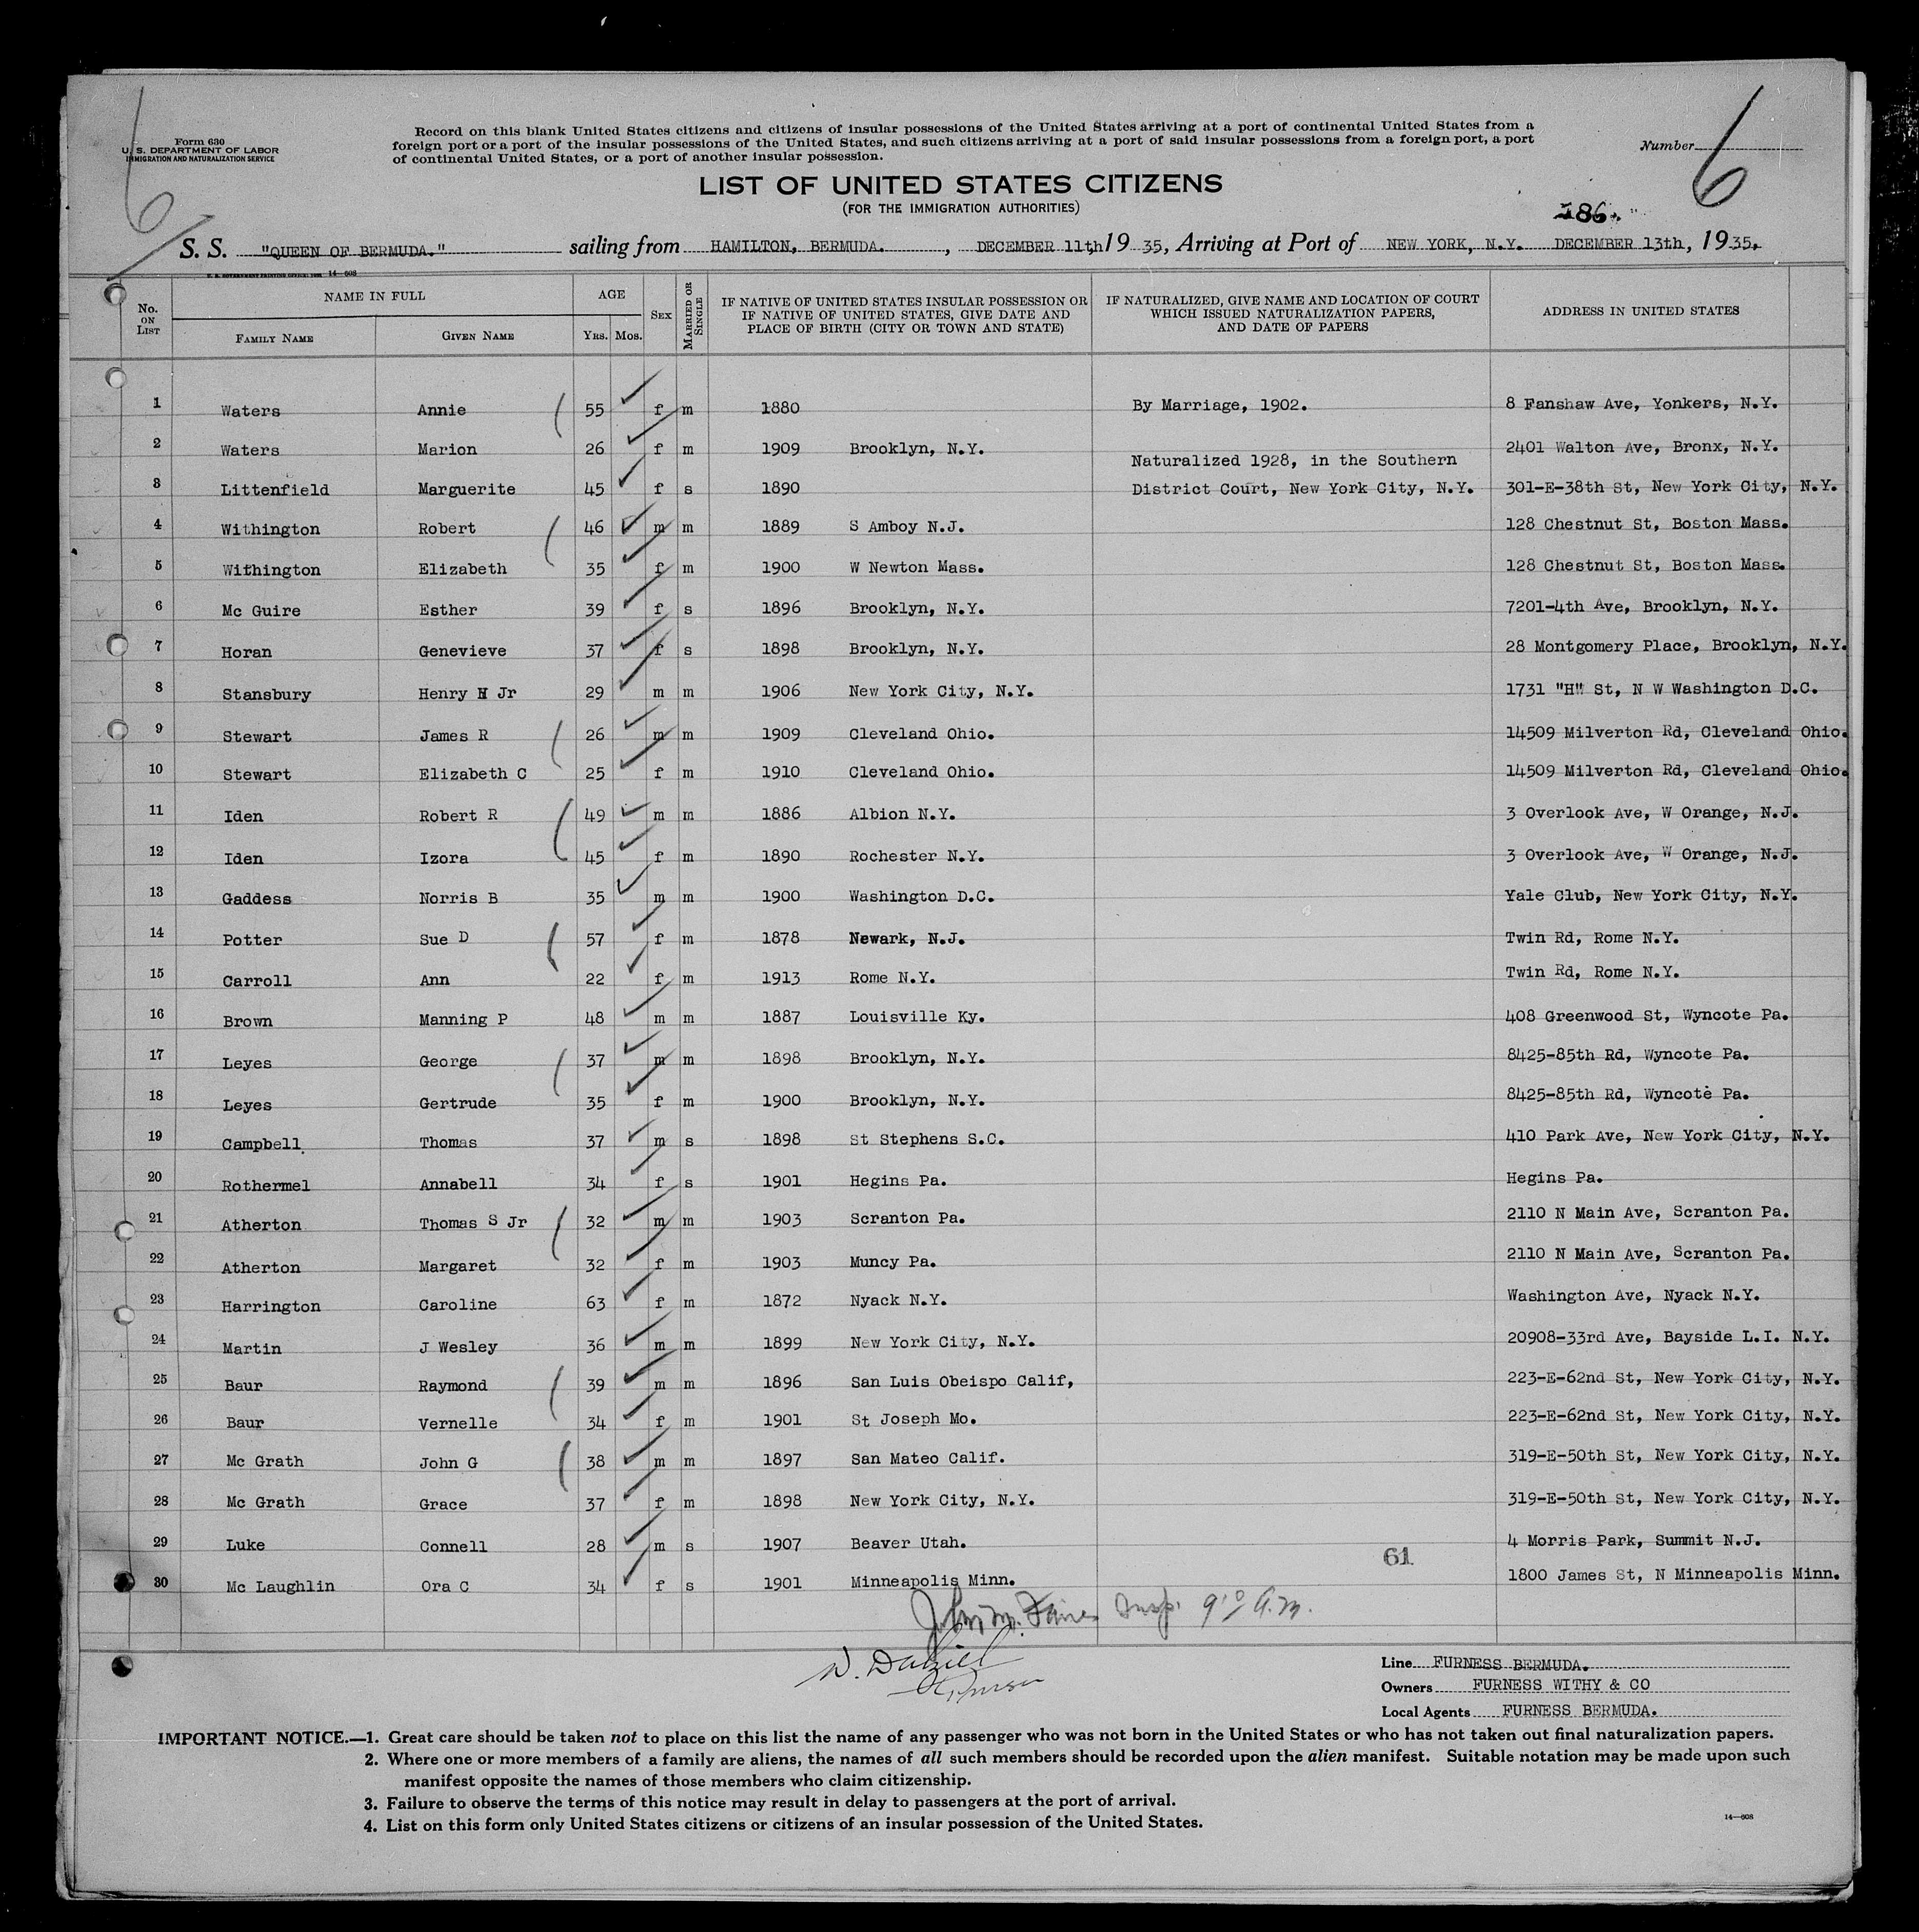 Form 630
U. S. DEPARTMENT OF LABOR
IMMIGRATION AND NATURALIZATION SERVICE
Record on this blank United States citizens and citizens of insular possessions of the United States arriving at a port of continental United States from a
foreign port or a port of the insular possessions of the United States, and such citizens arriving at a port of said insular possessions from a foreign port, a port
of continental United States, or a port of another insular possession.
Number 6
6
LIST OF UNITED STATES CITIZENS
(FOR THE IMMIGRATION AUTHORITIES)
186
S. S. "QUEEN OF BERMUDA." sailing from HAMILTON, BERMUDA. , DECEMBER 11th, 19 35, Arriving at Port of NEW YORK, N.Y. DECEMBER 13th, 19 35.
U. S. GOVERNMENT PRINTING OFFICE 14—608
No. ON LIST NAME IN FULL FAMILY NAME GIVEN NAME AGE YRS. MOS. SEX MARRIED OR SINGLE IF NATIVE OF UNITED STATES INSULAR POSSESSION OR IF NATIVE OF UNITED STATES, GIVE DATE AND PLACE OF BIRTH (CITY OR TOWN AND STATE) IF NATURALIZED, GIVE NAME AND LOCATION OF COURT WHICH ISSUED NATURALIZATION PAPERS, AND DATE OF PAPERS ADDRESS IN UNITED STATES
1 Waters Annie 55 f m 1880 By Marriage, 1902. 8 Fanshaw Ave, Yonkers, N.Y.
2 Waters Marion 26 f m 1909 Brooklyn, N.Y. 2401 Walton Ave, Bronx, N.Y.
Naturalized 1928, in the Southern
3 Littenfield Marguerite 45 f s 1890 District Court, New York City, N.Y. 301-E-38th St, New York City, N.Y.
4 Withington Robert 46 m m 1889 S Amboy N.J. 128 Chestnut St, Boston Mass.
5 Withington Elizabeth 35 f m 1900 W Newton Mass. 128 Chestnut St, Boston Mass.
6 Mc Guire Esther 39 f s 1896 Brooklyn, N.Y. 7201-4th Ave, Brooklyn, N.Y.
7 Horan Genevieve 37 f s 1898 Brooklyn, N.Y. 28 Montgomery Place, Brooklyn, N.Y.
8 Stansbury Henry H Jr 29 m m 1906 New York City, N.Y. 1731 "H" St, N W Washington D.C.
9 Stewart James R 26 m m 1909 Cleveland Ohio. 14509 Milverton Rd, Cleveland Ohio.
10 Stewart Elizabeth C 25 f m 1910 Cleveland Ohio. 14509 Milverton Rd, Cleveland Ohio.
11 Iden Robert R 49 m m 1886 Albion N.Y. 3 Overlook Ave, W Orange, N.J.
12 Iden Izora 45 f m 1890 Rochester N.Y. 3 Overlook Ave, W Orange, N.J.
13 Gaddess Norris B 35 m m 1900 Washington D.C. Yale Club, New York City, N.Y.
14 Potter Sue D 57 f m 1878 Newark, N.J. Twin Rd, Rome N.Y.
15 Carroll Ann 22 f m 1913 Rome N.Y. Twin Rd, Rome N.Y.
16 Brown Manning P 48 m m 1887 Louisville Ky. 408 Greenwood St, Wyncote Pa.
17 Leyes George 37 m m 1898 Brooklyn, N.Y. 8425-85th Rd, Wyncote Pa.
18 Leyes Gertrude 35 f m 1900 Brooklyn, N.Y. 8425-85th Rd, Wyncote Pa.
19 Campbell Thomas 37 m s 1898 St Stephens S.C. 410 Park Ave, New York City, N.Y.
20 Rothermel Annabell 34 f s 1901 Hegins Pa. Hegins Pa.
21 Atherton Thomas S Jr 32 m m 1903 Scranton Pa. 2110 N Main Ave, Scranton Pa.
22 Atherton Margaret 32 f m 1903 Muncy Pa. 2110 N Main Ave, Scranton Pa.
23 Harrington Caroline 63 f m 1872 Nyack N.Y. Washington Ave, Nyack N.Y.
24 Martin J Wesley 36 m m 1899 New York City, N.Y. 20908-33rd Ave, Bayside L.I. N.Y.
25 Baur Raymond 39 m m 1896 San Luis Obeispo Calif, 223-E-62nd St, New York City, N.Y.
26 Baur Vernelle 34 f m 1901 St Joseph Mo. 223-E-62nd St, New York City, N.Y.
27 Mc Grath John G 38 m m 1897 San Mateo Calif. 319-E-50th St, New York City, N.Y.
28 Mc Grath Grace 37 f m 1898 New York City, N.Y. 319-E-50th St, New York City, N.Y.
29 Luke Connell 28 m s 1907 Beaver Utah. 4 Morris Park, Summit N.J.
61
30 Mc Laughlin Ora C 34 f s 1901 Minneapolis Minn. 1800 James St, N Minneapolis Minn.
John Insp. 9 A.M.
Line FURNESS BERMUDA.
Owners FURNESS WITHY & CO
Local Agents FURNESS BERMUDA.
IMPORTANT NOTICE.—1. Great care should be taken not to place on this list the name of any passenger who was not born in the United States or who has not taken out final naturalization papers.
2. Where one or more members of a family are aliens, the names of all such members should be recorded upon the alien manifest. Suitable notation may be made upon such
manifest opposite the names of those members who claim citizenship.
3. Failure to observe the terms of this notice may result in delay to passengers at the port of arrival.
4. List on this form only United States citizens or citizens of an insular possession of the United States.
14—608